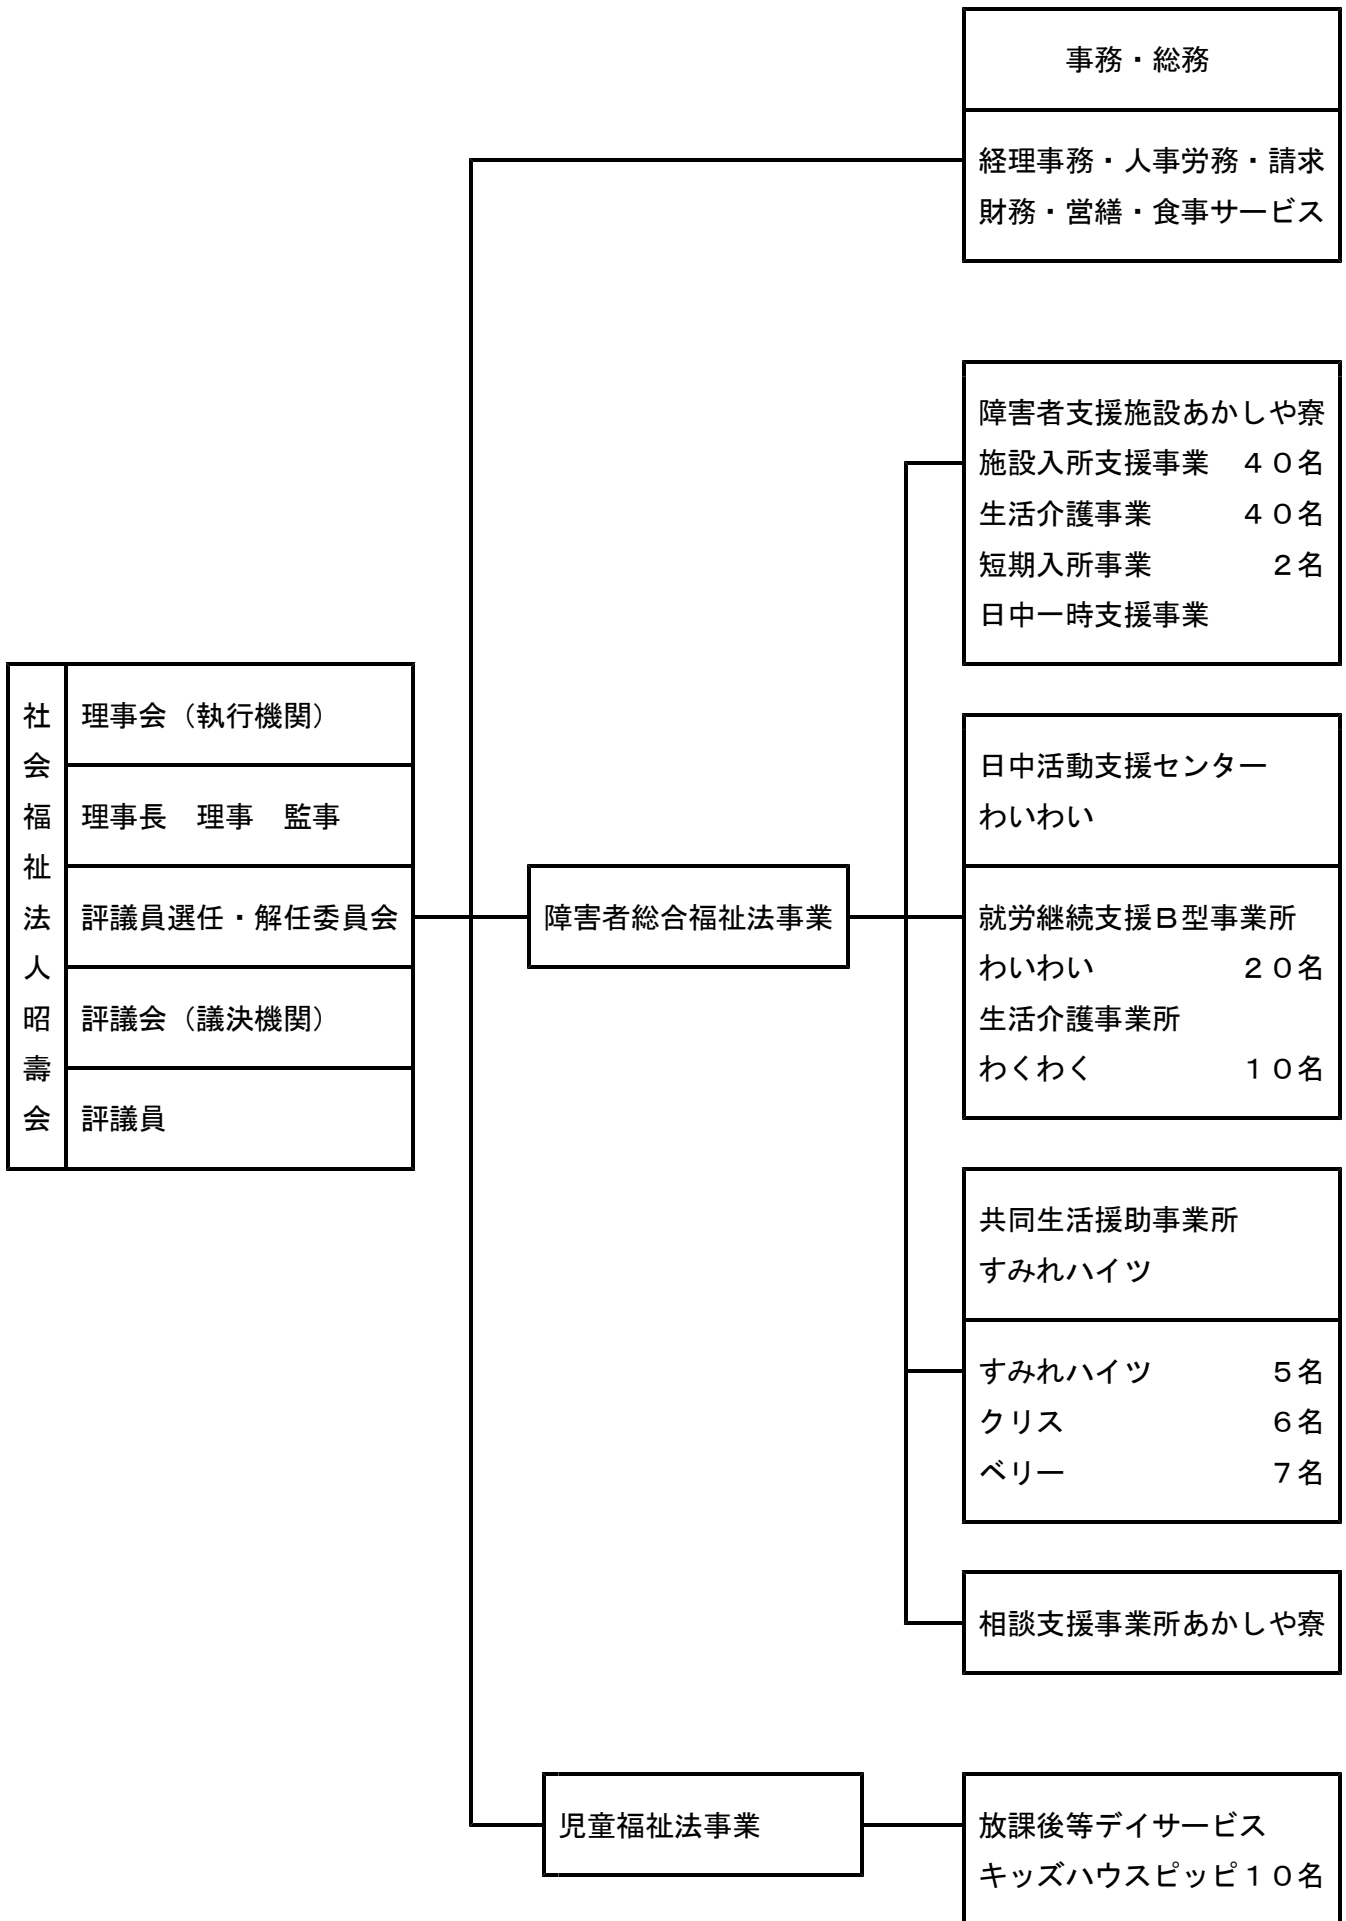 事務・総務
経理事務・人事労務・請求
財務・営繕・食事サービス
障害者支援施設あかしや寮
施設入所支援事業　４０名
生活介護事業　　　４０名
短期入所事業　　　　２名
日中一時支援事業
社会福祉法人昭壽会
理事会（執行機関）
理事長　理事　監事
評議員選任・解任委員会
評議会（議決機関）
評議員
障害者総合福祉法事業
日中活動支援センター
わいわい
就労継続支援Ｂ型事業所
わいわい　　　　　２０名
生活介護事業所
わくわく　　　　　１０名
共同生活援助事業所
すみれハイツ
すみれハイツ　　　　５名
クリス　　　　　　　６名
ベリー　　　　　　　７名
相談支援事業所あかしや寮
児童福祉法事業
放課後等デイサービス
キッズハウスピッピ１０名